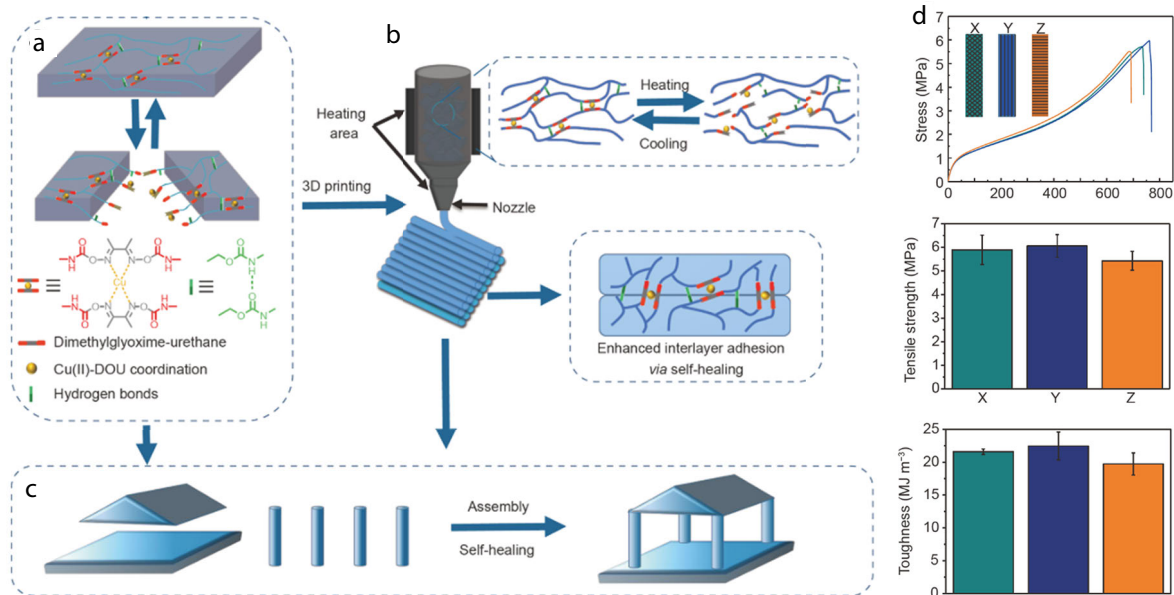 a
Dimethylglyoxime-urethane
Cu(II)-DOU coordination
Hydrogen bonds
O
O
N
H
O
N
N
O
N
H
Cu
N
H
O
N
N
O
N
H
O
O
O
O
N
H
O
O
N
H
3D printing
b
Heating
area
Nozzle
Heating
Cooling
Enhanced interlayer adhesion
via self-healing
c
Assembly
Self-healing
d
Stress (MPa)
6
5
4
3
2
1
0
X Y Z
0 200 400 600 800
Tensile strength (MPa)
7
6
5
4
3
2
1
0
X Y Z
Toughness (MJ m⁻³)
25
20
15
10
5
0